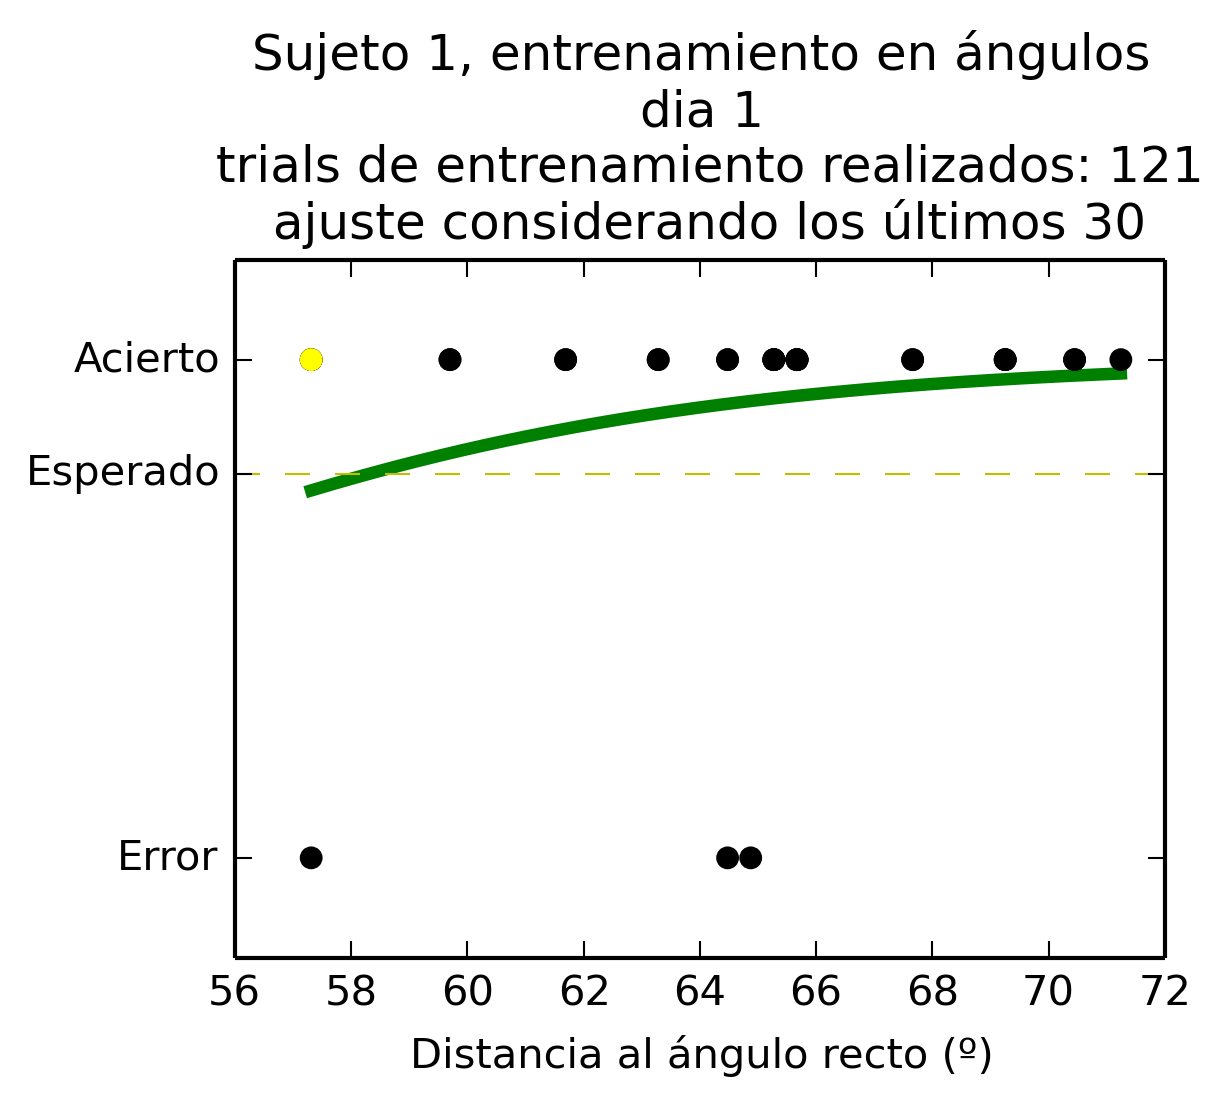 Sujeto 1, entrenamiento en ángulos
dia 1
trials de entrenamiento realizados: 121
ajuste considerando los últimos 30
Acierto
Esperado
Error
56 58 60 62 64 66 68 70 72
Distancia al ángulo recto (º)